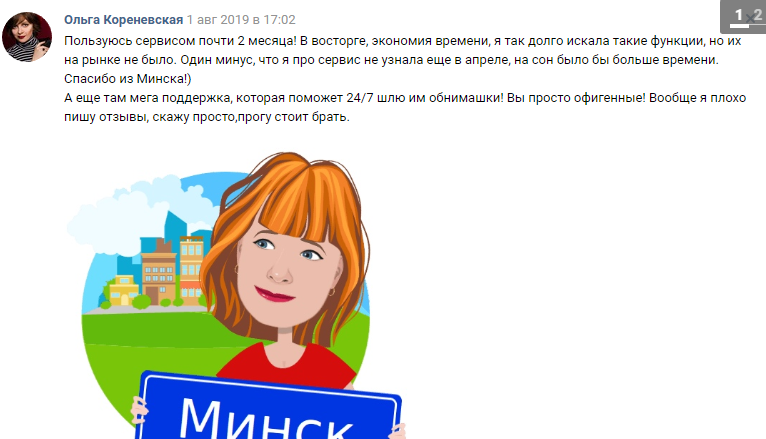 Ольга Кореневская 1 авг 2019 в 17:02
1 2
Пользуюсь сервисом почти 2 месяца! В восторге, экономия времени, я так долго искала такие функции, но их
на рынке не было. Один минус, что я про сервис не узнала еще в апреле, на сон было бы больше времени.
Спасибо из Минска!)
А еще там мега поддержка, которая поможет 24/7 шлю им обнимашки! Вы просто офигенные! Вообще я плохо
пишу отзывы, скажу просто,прогу стоит брать.
Минск